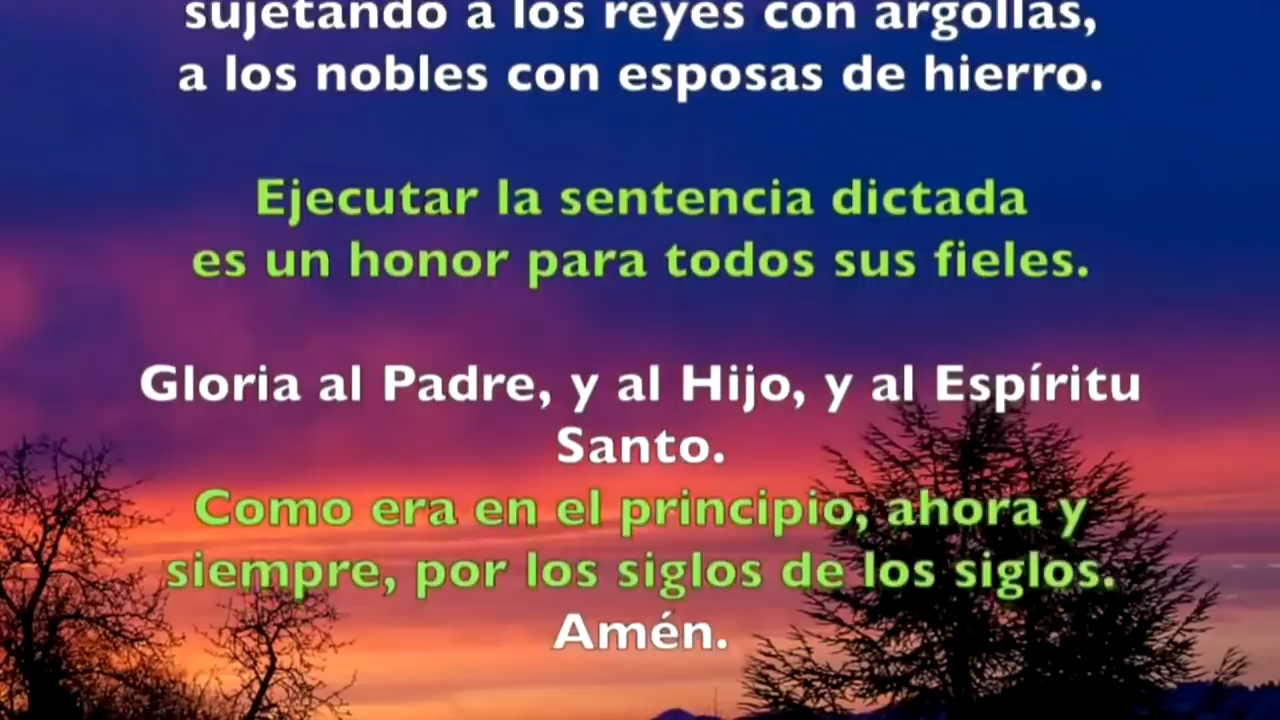 sujetando a los reyes con argollas,
a los nobles con esposas de hierro.
Ejecutar la sentencia dictada
es un honor para todos sus fieles.
Gloria al Padre, y al Hijo, y al Espíritu
Santo.
Como era en el principio, ahora y
siempre, por los siglos de los siglos.
Amén.